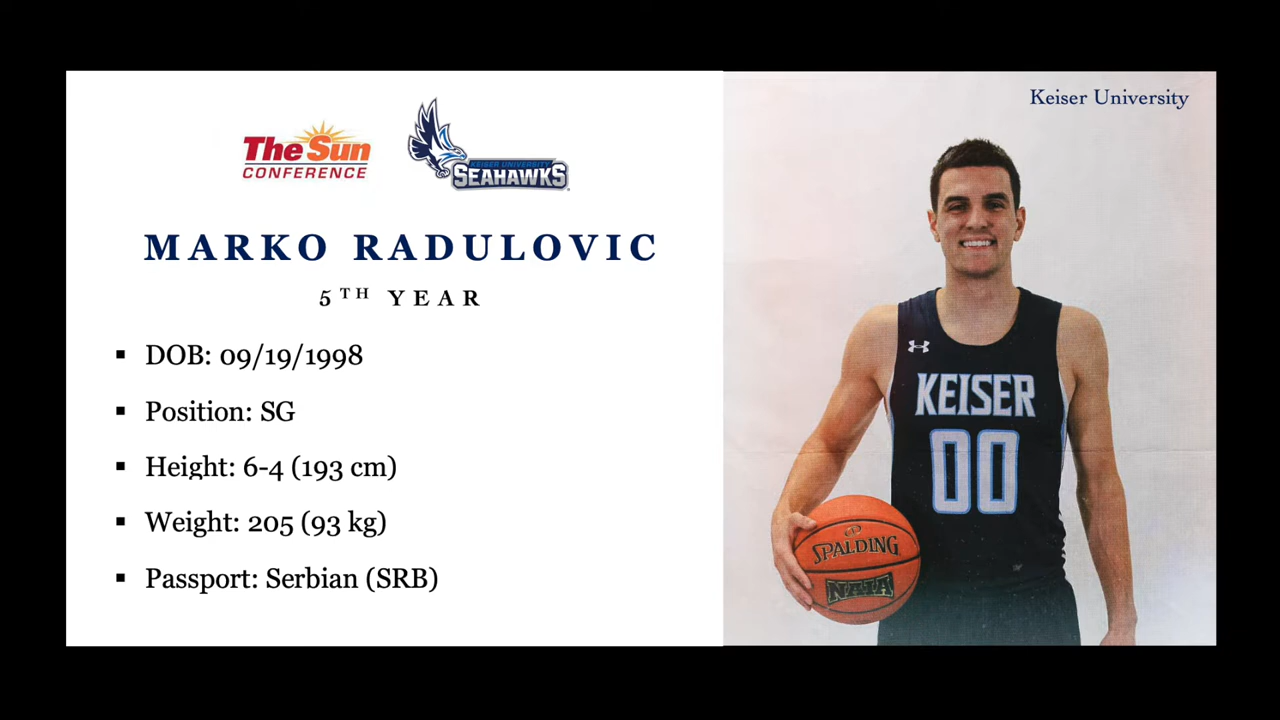 The Sun
CONFERENCE
KEISER UNIVERSITY
SEAHAWKS
MARKO RADULOVIC
5TH YEAR
▪ DOB: 09/19/1998
▪ Position: SG
▪ Height: 6-4 (193 cm)
▪ Weight: 205 (93 kg)
▪ Passport: Serbian (SRB)
Keiser University
KEISER
00
SPALDING
NAIA